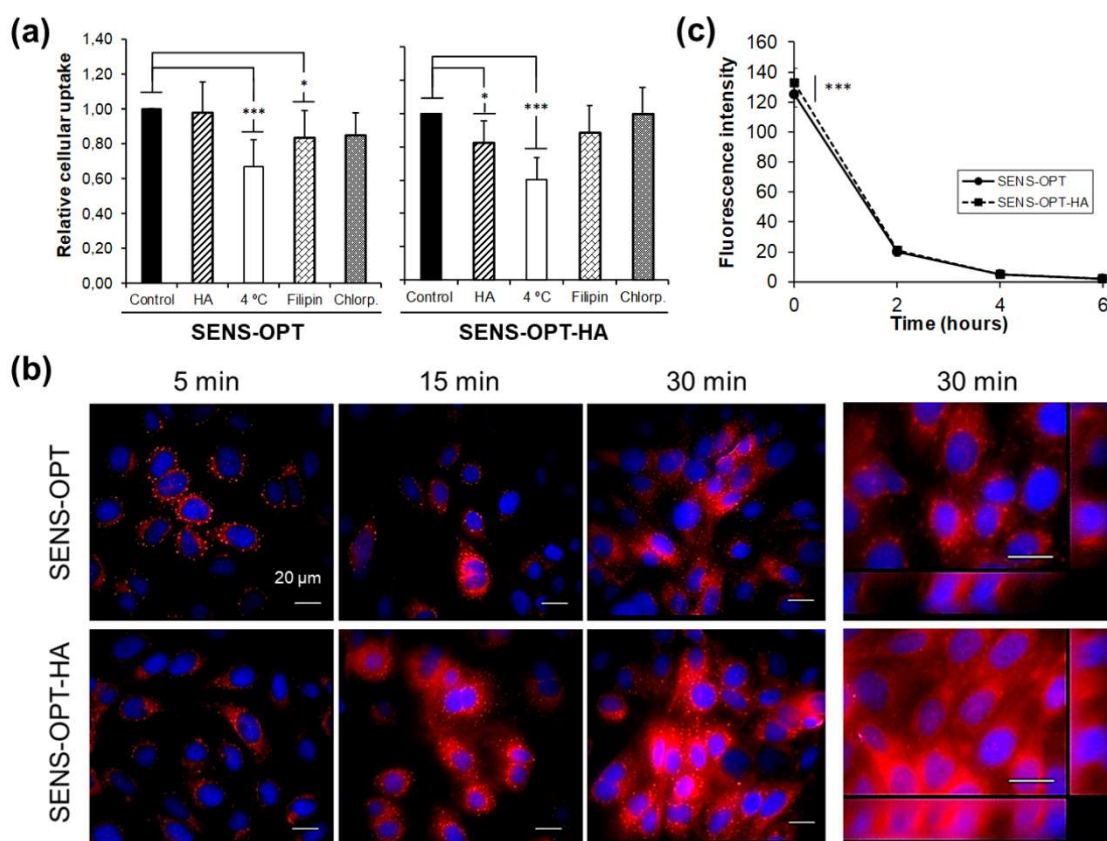 (a)
Relative cellular uptake
1,40
1,20
1,00
0,80
0,60
0,40
0,20
0,00
***
*
*
***
Control HA 4 ºC Filipin Chlorp.
SENS-OPT
Control HA 4 ºC Filipin Chlorp.
SENS-OPT-HA
(c)
Fluorescence intensity
160
140
120
100
80
60
40
20
0
***
SENS-OPT
SENS-OPT-HA
0 2 4 6
Time (hours)
(b)
5 min 15 min 30 min 30 min
SENS-OPT
20 µm
SENS-OPT-HA